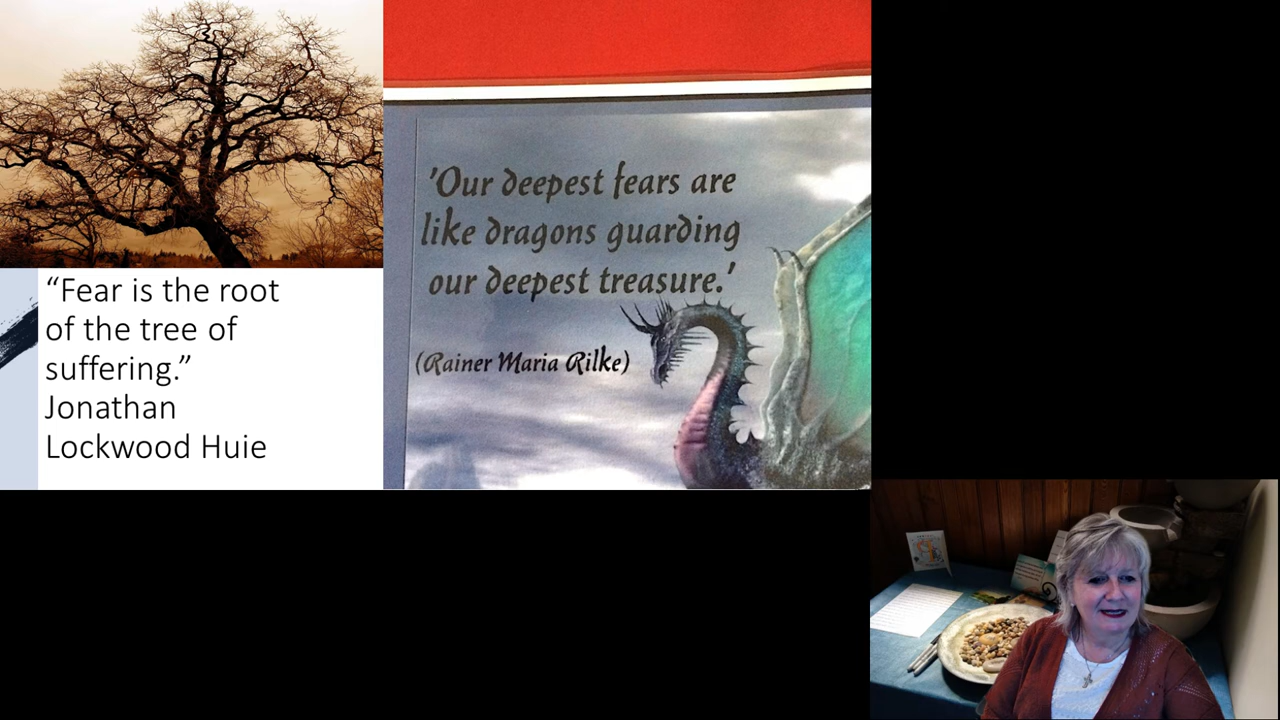 “Fear is the root
of the tree of
suffering.”
Jonathan
Lockwood Huie
'Our deepest fears are
like dragons guarding
our deepest treasure.'
(Rainer Maria Rilke)